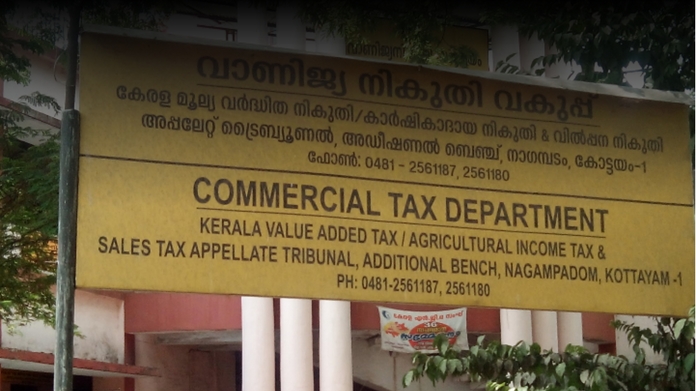 വാണിജ്യ നികുതി വകുപ്പ്
കേരള മൂല്യ വർദ്ധിത നികുതി/കാർഷികാദായ നികുതി & വിൽപ്പന നികുതി
അപ്പലേറ്റ് ട്രൈബ്യൂണൽ, അഡീഷണൽ ബെഞ്ച്, നാഗമ്പടം, കോട്ടയം-1
ഫോൺ: 0481 - 2561187, 2561180
COMMERCIAL TAX DEPARTMENT
KERALA VALUE ADDED TAX / AGRICULTURAL INCOME TAX &
SALES TAX APPELLATE TRIBUNAL, ADDITIONAL BENCH, NAGAMPADOM, KOTTAYAM -1
PH: 0481-2561187, 2561180